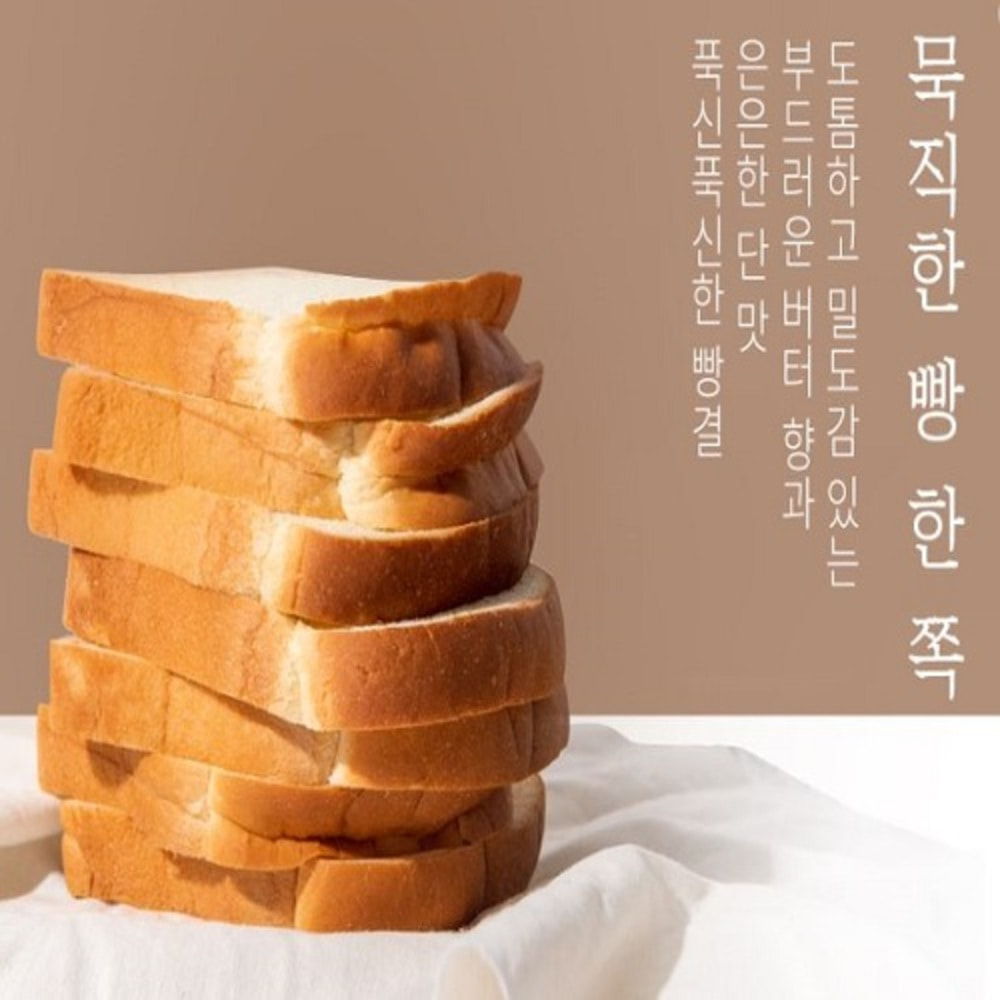 묵직한 빵 한 쪽
도톰하고 밀도감 있는
부드러운 버터 향과
은은한 단 맛
푹신푹신한 빵결